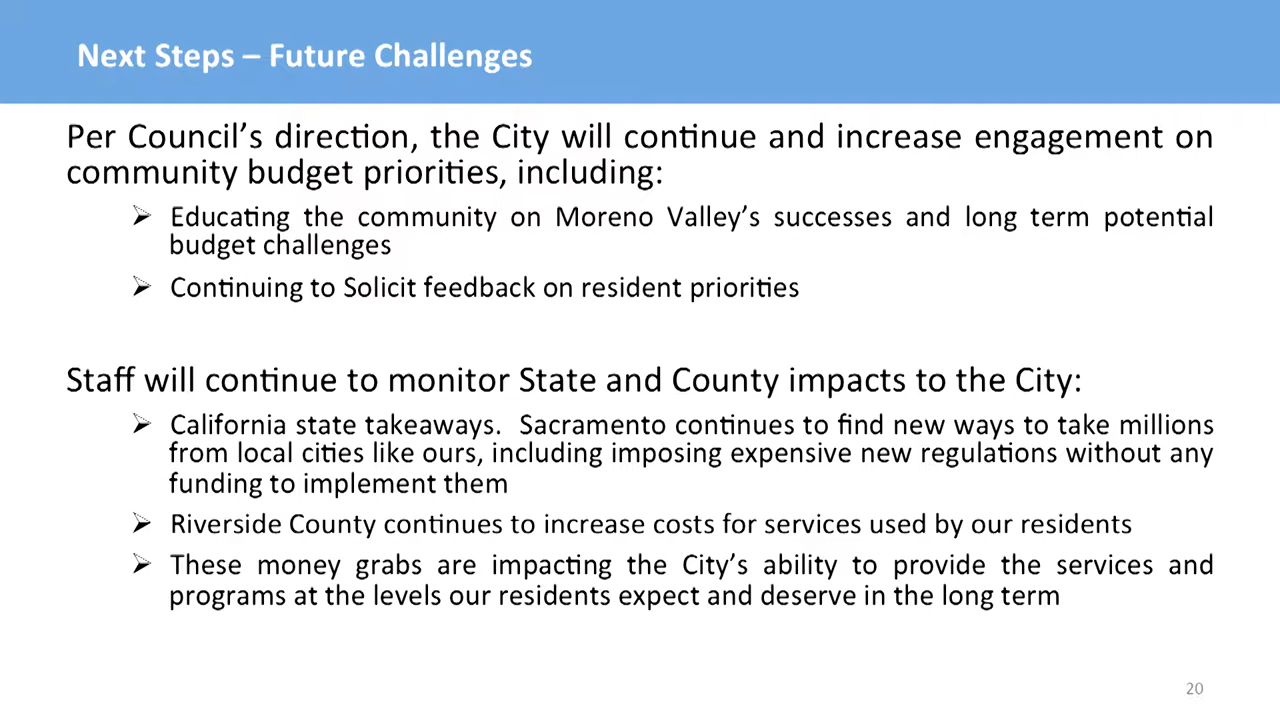 Next Steps – Future Challenges
Per Council's direction, the City will continue and increase engagement on
community budget priorities, including:
➢ Educating the community on Moreno Valley's successes and long term potential
budget challenges
➢ Continuing to Solicit feedback on resident priorities
Staff will continue to monitor State and County impacts to the City:
➢ California state takeaways.  Sacramento continues to find new ways to take millions
from local cities like ours, including imposing expensive new regulations without any
funding to implement them
➢ Riverside County continues to increase costs for services used by our residents
➢ These money grabs are impacting the City's ability to provide the services and
programs at the levels our residents expect and deserve in the long term
20